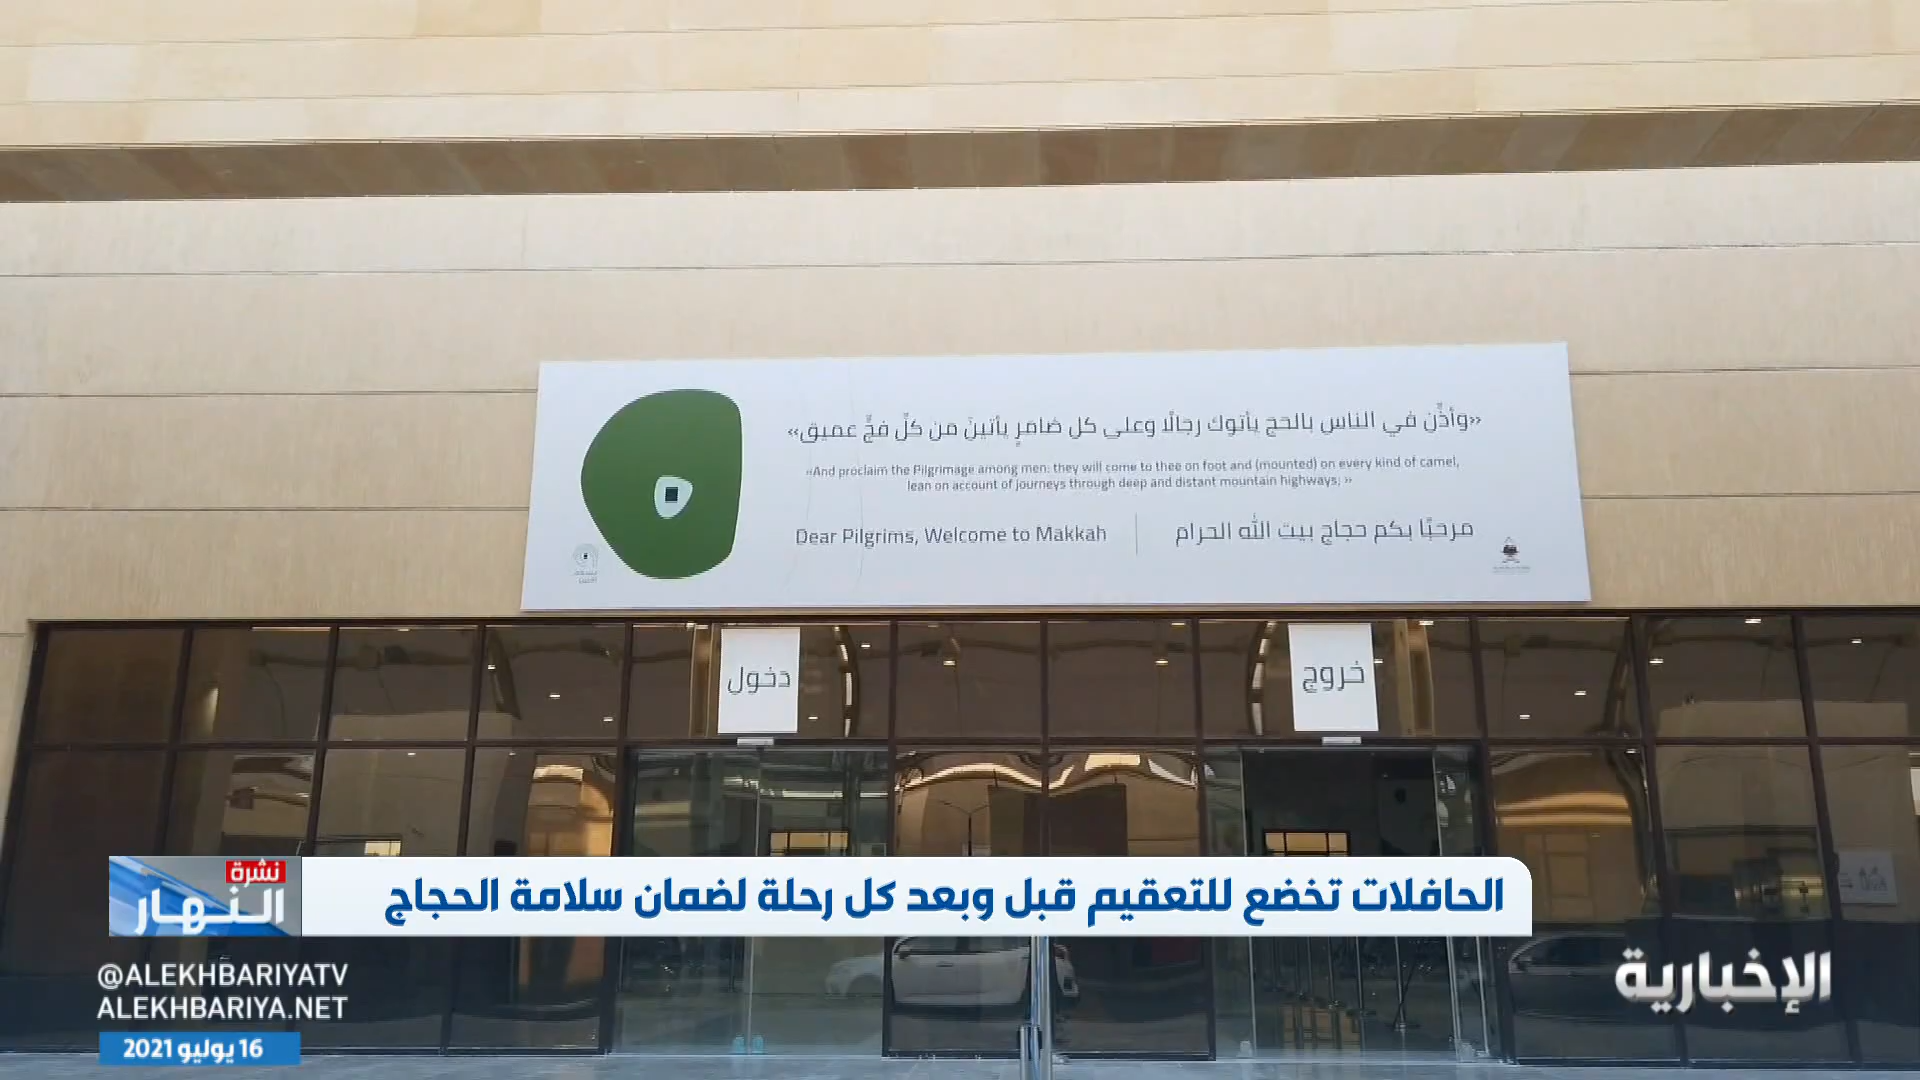 «وأذِّن في الناس بالحج يأتوك رجالًا وعلى كل ضامرٍ يأتينَ من كلِّ فجٍّ عميق»
«And proclaim the Pilgrimage among men: they will come to thee on foot and (mounted) on every kind of camel,
lean on account of journeys through deep and distant mountain highways; »
Dear Pilgrims, Welcome to Makkah
مرحبًا بكم حجاج بيت الله الحرام
دخول
خروج
نشرة
النهار
الحافلات تخضع للتعقيم قبل وبعد كل رحلة لضمان سلامة الحجاج
@ALEKHBARIYATV
ALEKHBARIYA.NET
16 يوليو 2021
الإخبارية